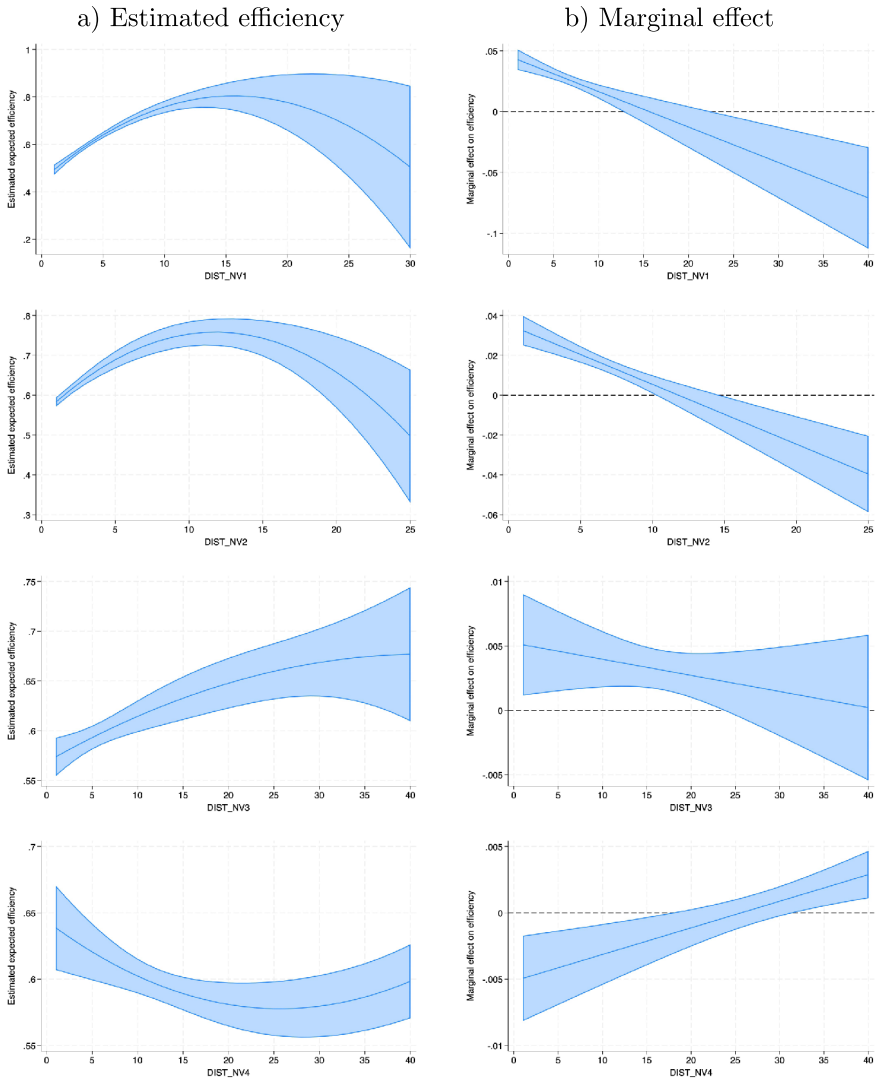 a) Estimated efficiency
b) Marginal effect
Estimated expected efficiency
1
.8
.6
.4
.2
0 5 10 15 20 25 30
DIST_NV1
Marginal effect on efficiency
.05
0
-.05
-.1
0 5 10 15 20 25 30 35 40
DIST_NV1
Estimated expected efficiency
.8
.7
.6
.5
.4
.3
0 5 10 15 20 25
DIST_NV2
Marginal effect on efficiency
.04
.02
0
-.02
-.04
-.06
0 5 10 15 20 25
DIST_NV2
Estimated expected efficiency
.75
.7
.65
.6
.55
0 5 10 15 20 25 30 35 40
DIST_NV3
Marginal effect on efficiency
.01
.005
0
-.005
0 5 10 15 20 25 30 35 40
DIST_NV3
Estimated expected efficiency
.7
.65
.6
.55
0 5 10 15 20 25 30 35 40
DIST_NV4
Marginal effect on efficiency
.005
0
-.005
-.01
0 5 10 15 20 25 30 35 40
DIST_NV4